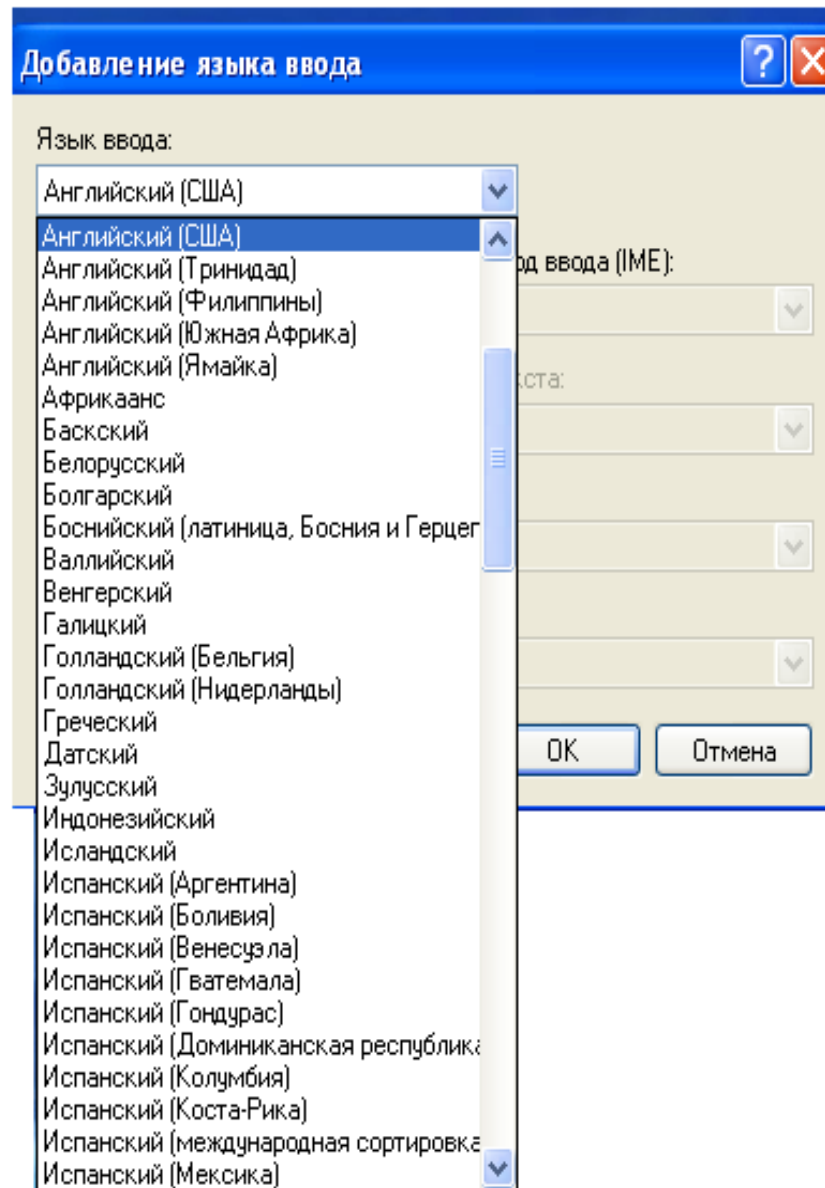 Добавление языка ввода
Язык ввода:
Английский (США)
Английский (США)
Английский (Тринидад)
од ввода (IME):
Английский (Филиппины)
Английский (Южная Африка)
Английский (Ямайка)
кста:
Африкаанс
Баскский
Белорусский
Болгарский
Боснийский (латиница, Босния и Герцег
Валлийский
Венгерский
Галицкий
Голландский (Бельгия)
Голландский (Нидерланды)
Греческий
Датский
OK
Отмена
Зулусский
Индонезийский
Исландский
Испанский (Аргентина)
Испанский (Боливия)
Испанский (Венесуэла)
Испанский (Гватемала)
Испанский (Гондурас)
Испанский (Доминиканская республика
Испанский (Колумбия)
Испанский (Коста-Рика)
Испанский (международная сортировка
Испанский (Мексика)